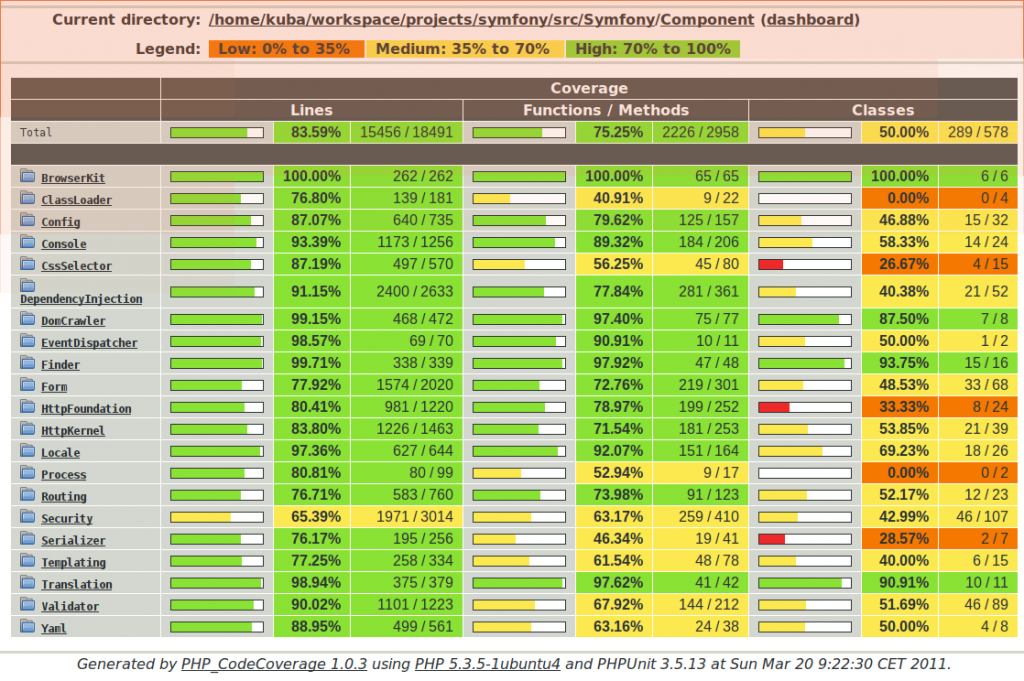 Current directory: /home/kuba/workspace/projects/symfony/src/Symfony/Component (dashboard)
Legend: Low: 0% to 35% Medium: 35% to 70% High: 70% to 100%
Coverage
Lines Functions / Methods Classes
Total 83.59% 15456 / 18491 75.25% 2226 / 2958 50.00% 289 / 578
BrowserKit 100.00% 262 / 262 100.00% 65 / 65 100.00% 6 / 6
ClassLoader 76.80% 139 / 181 40.91% 9 / 22 0.00% 0 / 4
Config 87.07% 640 / 735 79.62% 125 / 157 46.88% 15 / 32
Console 93.39% 1173 / 1256 89.32% 184 / 206 58.33% 14 / 24
CssSelector 87.19% 497 / 570 56.25% 45 / 80 26.67% 4 / 15
DependencyInjection 91.15% 2400 / 2633 77.84% 281 / 361 40.38% 21 / 52
DomCrawler 99.15% 468 / 472 97.40% 75 / 77 87.50% 7 / 8
EventDispatcher 98.57% 69 / 70 90.91% 10 / 11 50.00% 1 / 2
Finder 99.71% 338 / 339 97.92% 47 / 48 93.75% 15 / 16
Form 77.92% 1574 / 2020 72.76% 219 / 301 48.53% 33 / 68
HttpFoundation 80.41% 981 / 1220 78.97% 199 / 252 33.33% 8 / 24
HttpKernel 83.80% 1226 / 1463 71.54% 181 / 253 53.85% 21 / 39
Locale 97.36% 627 / 644 92.07% 151 / 164 69.23% 18 / 26
Process 80.81% 80 / 99 52.94% 9 / 17 0.00% 0 / 2
Routing 76.71% 583 / 760 73.98% 91 / 123 52.17% 12 / 23
Security 65.39% 1971 / 3014 63.17% 259 / 410 42.99% 46 / 107
Serializer 76.17% 195 / 256 46.34% 19 / 41 28.57% 2 / 7
Templating 77.25% 258 / 334 61.54% 48 / 78 40.00% 6 / 15
Translation 98.94% 375 / 379 97.62% 41 / 42 90.91% 10 / 11
Validator 90.02% 1101 / 1223 67.92% 144 / 212 51.69% 46 / 89
Yaml 88.95% 499 / 561 63.16% 24 / 38 50.00% 4 / 8
Generated by PHP_CodeCoverage 1.0.3 using PHP 5.3.5-1ubuntu4 and PHPUnit 3.5.13 at Sun Mar 20 9:22:30 CET 2011.